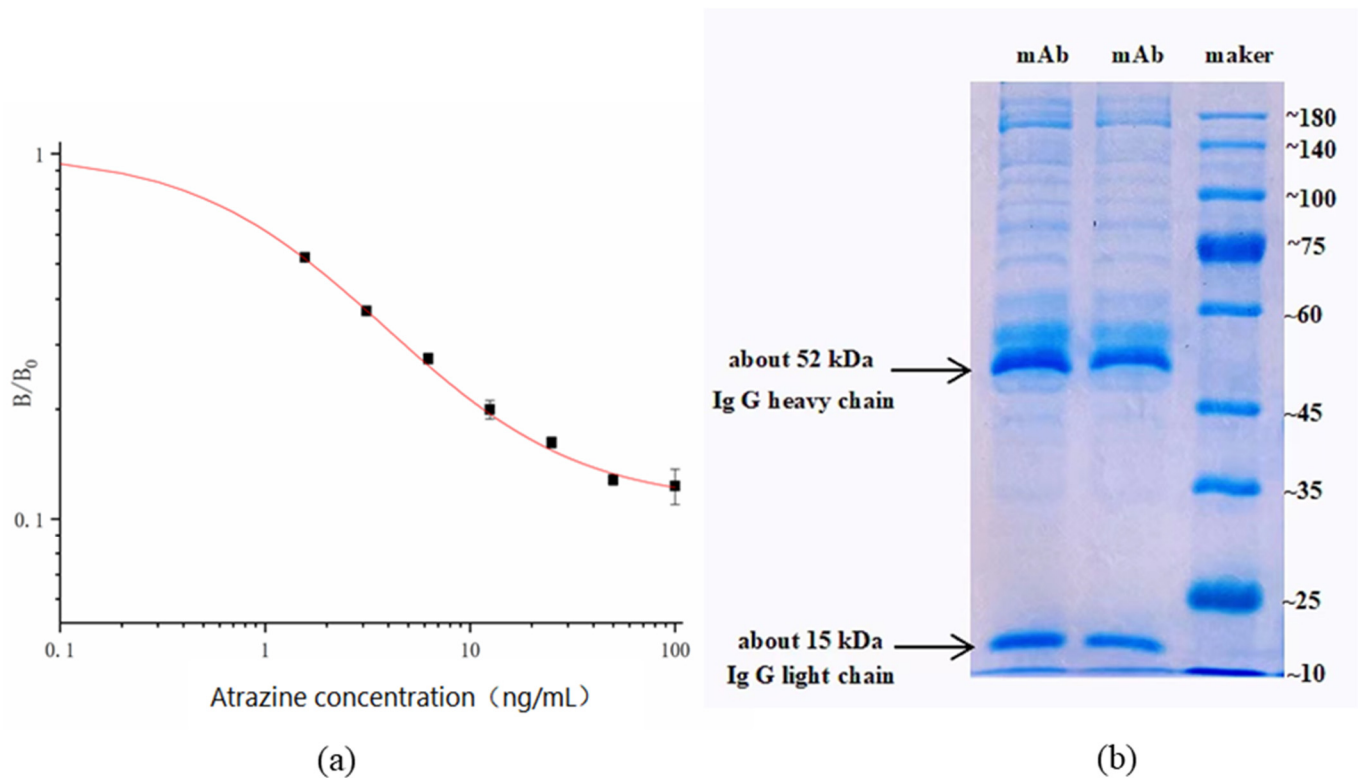 1
0. 1
B/B0
0. 1
1
10
100
Atrazine concentration（ng/mL）
(a)
mAb mAb maker
~180
~140
~100
~75
~60
~45
~35
~25
~10
about 52 kDa
Ig G heavy chain
about 15 kDa
Ig G light chain
(b)